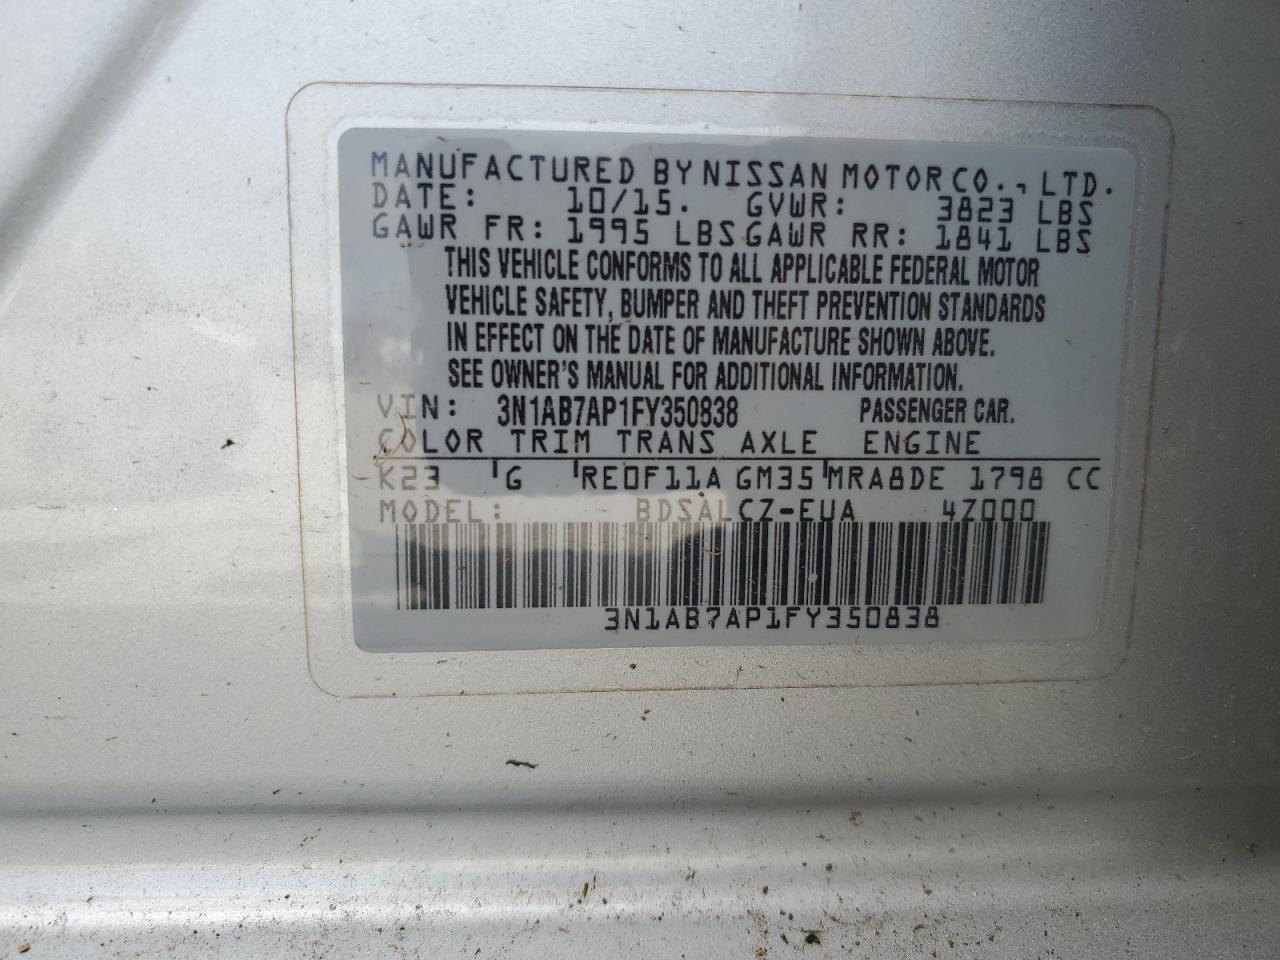 MANUFACTURED BY NISSAN MOTOR CO., LTD.
DATE: 10/15. GVWR: 3823 LBS
GAWR FR: 1995 LBS GAWR RR: 1841 LBS
THIS VEHICLE CONFORMS TO ALL APPLICABLE FEDERAL MOTOR
VEHICLE SAFETY, BUMPER AND THEFT PREVENTION STANDARDS
IN EFFECT ON THE DATE OF MANUFACTURE SHOWN ABOVE.
SEE OWNER'S MANUAL FOR ADDITIONAL INFORMATION.
VIN: 3N1AB7AP1FY350838 PASSENGER CAR.
COLOR TRIM TRANS AXLE ENGINE
K23 G RE0F11A GM35 MRA8DE 1798 CC
MODEL: BDSALCZ-EUA 4Z000
3N1AB7AP1FY350838